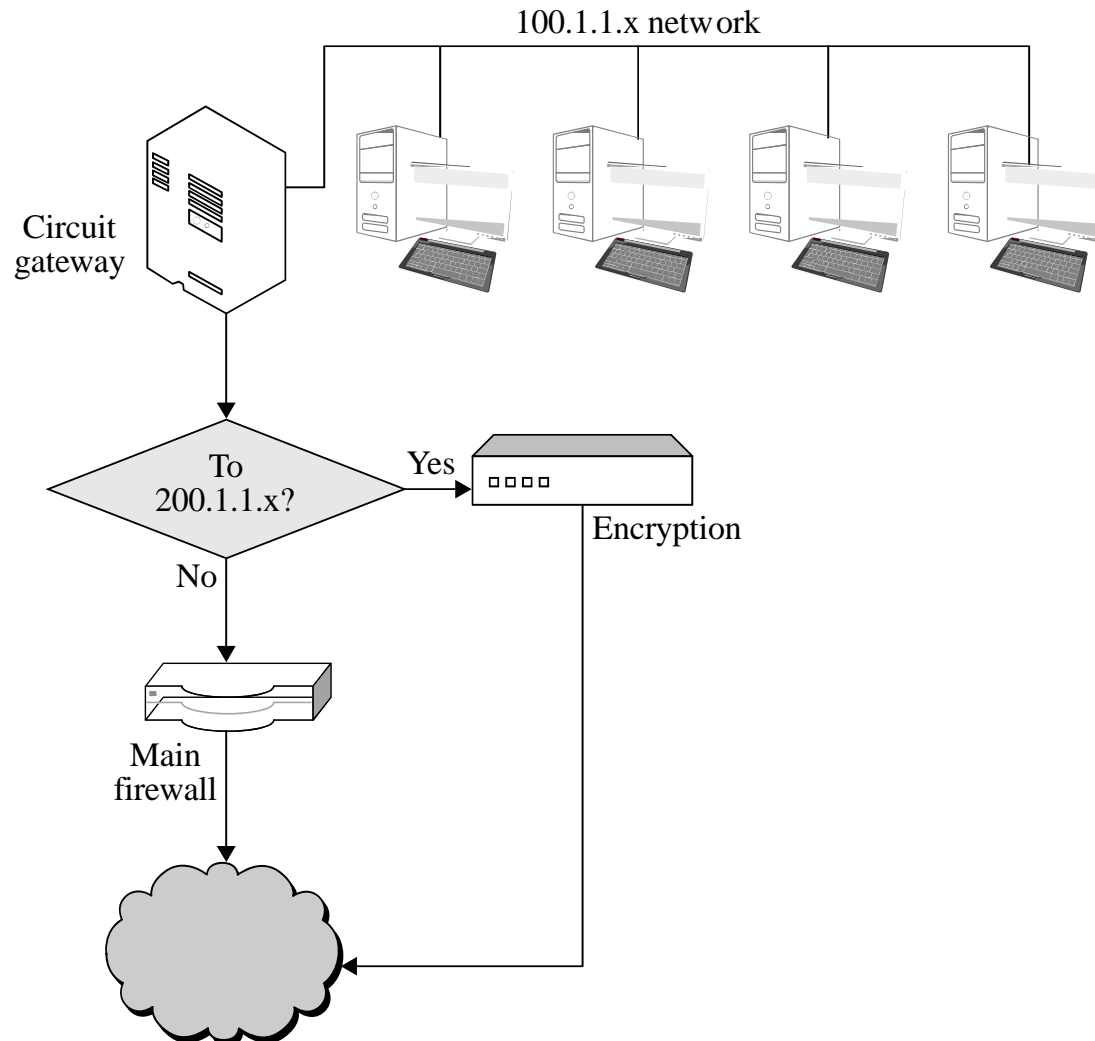 100.1.1.x network
Circuit
gateway
To
200.1.1.x?
Yes
Encryption
No
Main
firewall